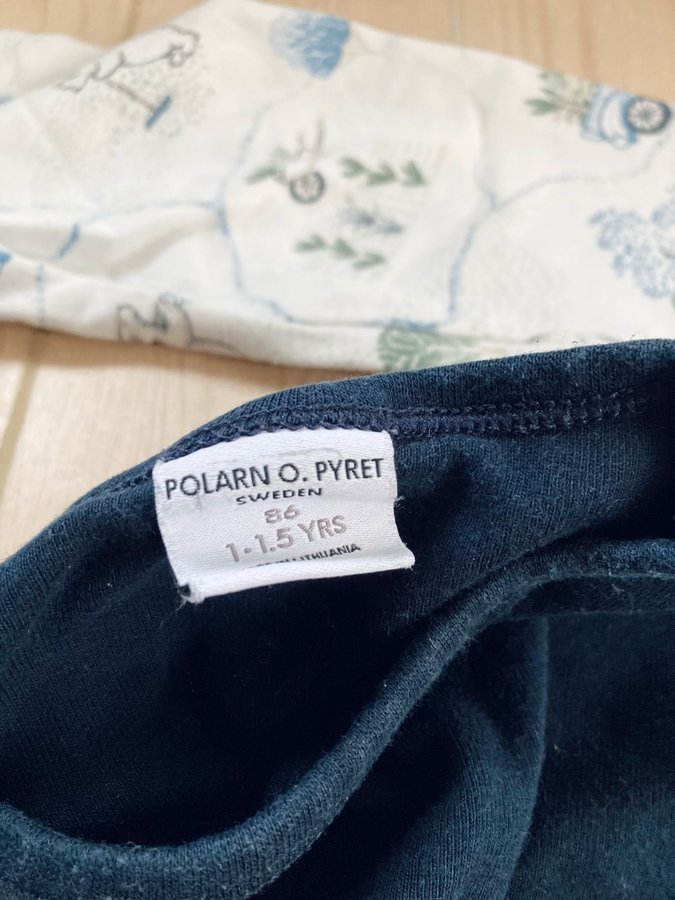 POLARN O. PYRET
SWEDEN
86
1-1.5 YRS
LITHUANIA